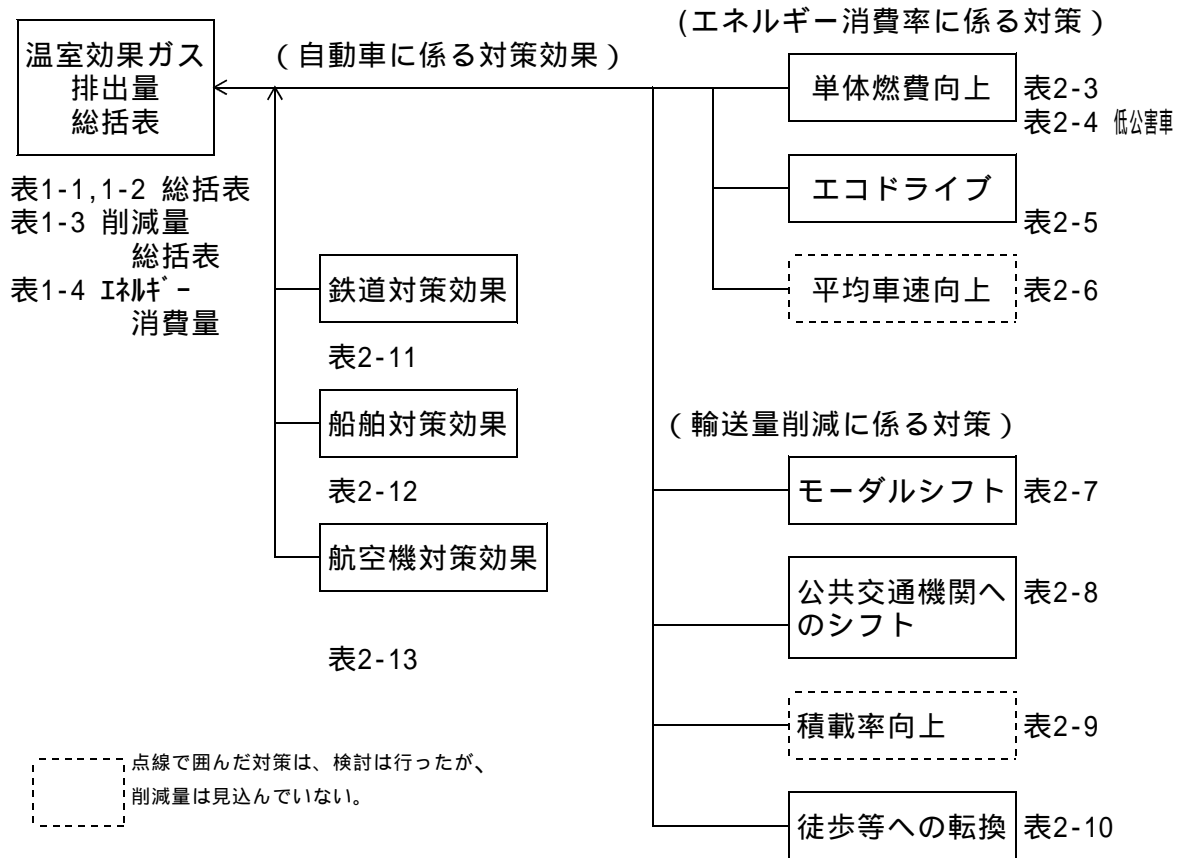 (エネルギー消費率に係る対策)
温室効果ガス
排出量
総括表
(自動車に係る対策効果)
単体燃費向上
表2-3
表2-4 低公害車
表1-1,1-2 総括表
表1-3 削減量
総括表
表1-4 ｴﾈﾙｷﾞｰ
消費量
エコドライブ
表2-5
平均車速向上
表2-6
鉄道対策効果
表2-11
船舶対策効果
表2-12
航空機対策効果
表2-13
(輸送量削減に係る対策)
モーダルシフト
表2-7
公共交通機関へ
のシフト
表2-8
積載率向上
表2-9
徒歩等への転換
表2-10
点線で囲んだ対策は、検討は行ったが、
削減量は見込んでいない。